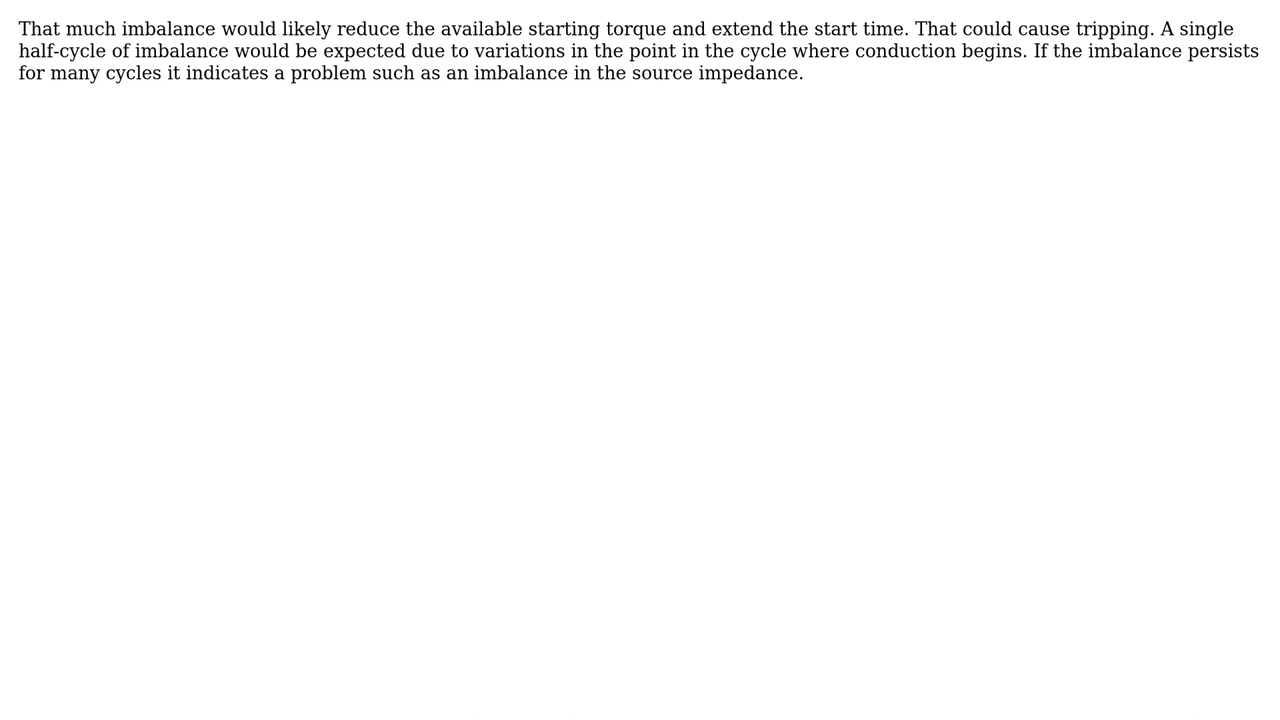 That much imbalance would likely reduce the available starting torque and extend the start time. That could cause tripping. A single
half-cycle of imbalance would be expected due to variations in the point in the cycle where conduction begins. If the imbalance persists
for many cycles it indicates a problem such as an imbalance in the source impedance.